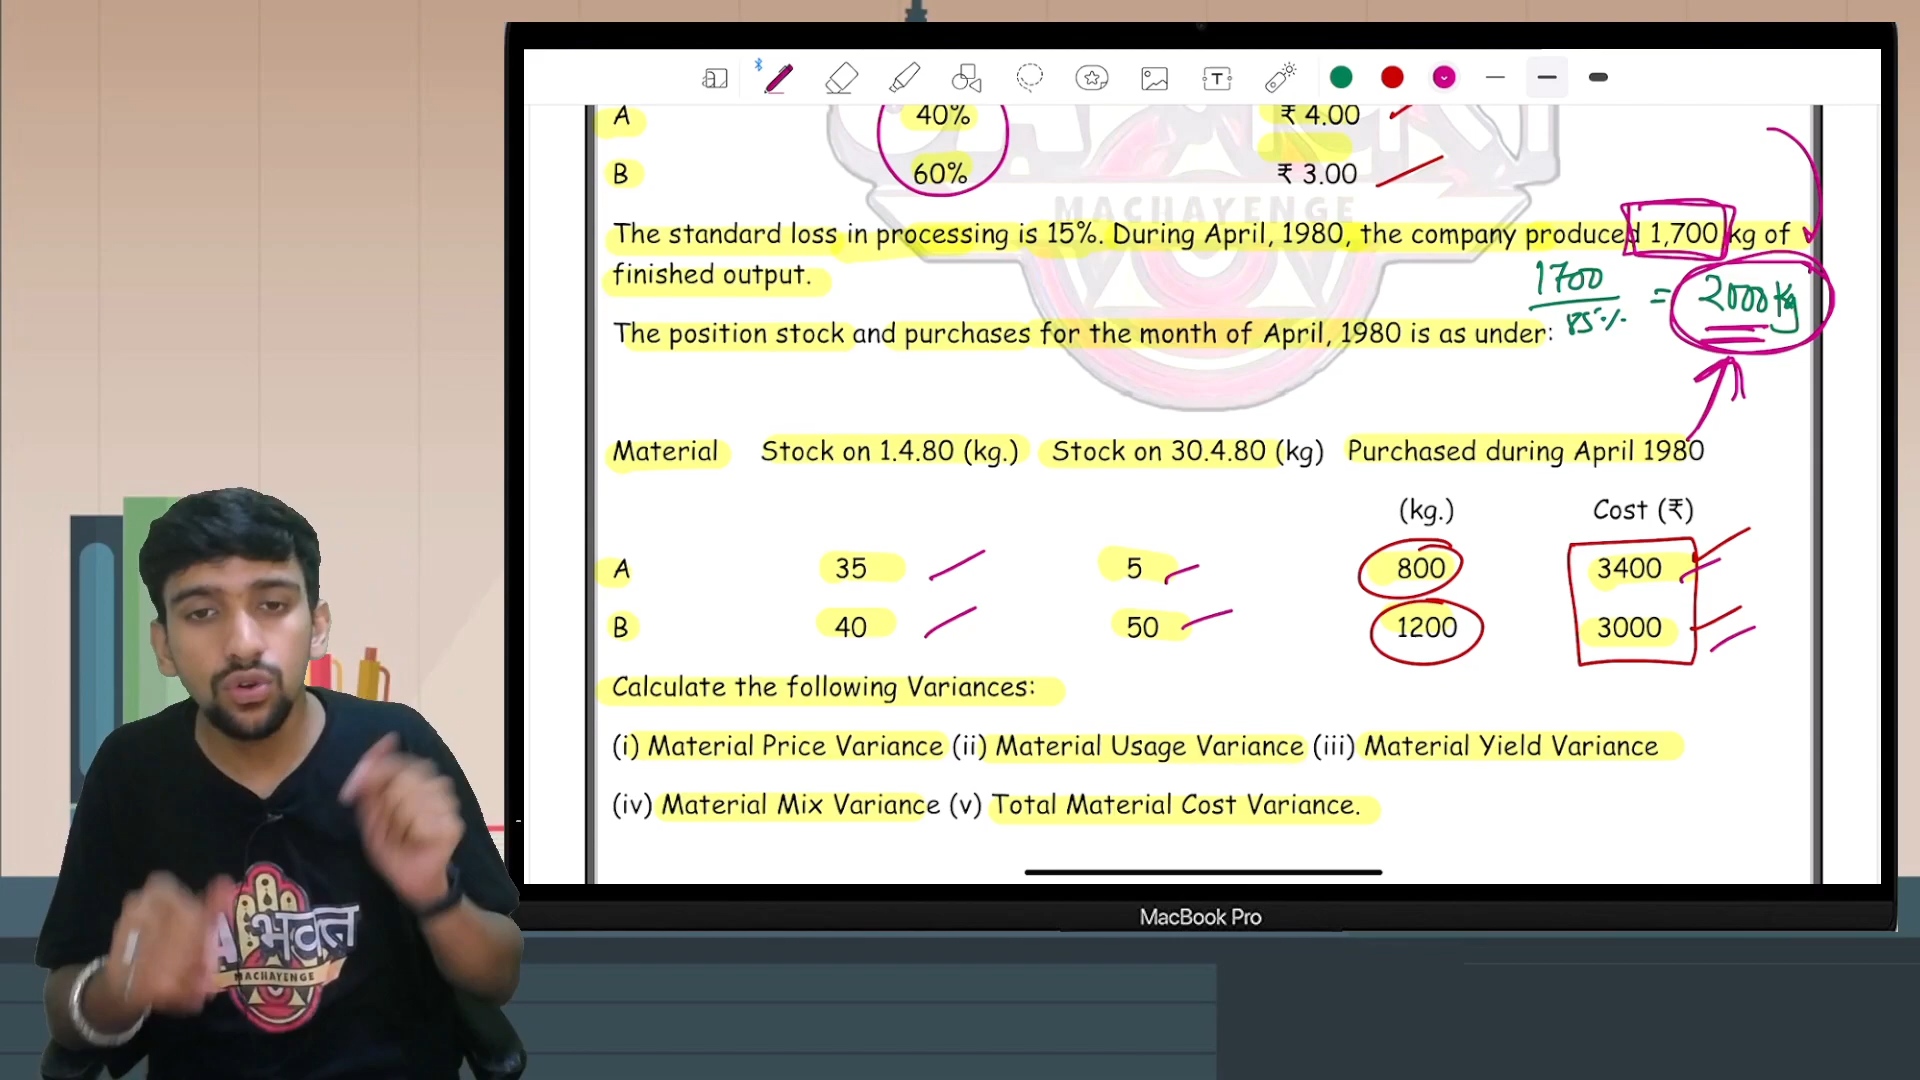 A 40% ₹ 4.00
B 60% ₹ 3.00
MACHAYENGE
The standard loss in processing is 15%. During April, 1980, the company produced 1,700 kg of
finished output.
1700
85% = 2000kg
The position stock and purchases for the month of April, 1980 is as under:
Material Stock on 1.4.80 (kg.) Stock on 30.4.80 (kg) Purchased during April 1980
(kg.) Cost (₹)
A 35 5 800 3400
B 40 50 1200 3000
Calculate the following Variances:
(i) Material Price Variance (ii) Material Usage Variance (iii) Material Yield Variance
(iv) Material Mix Variance (v) Total Material Cost Variance.
MacBook Pro
भक्त
MACHAYENGE